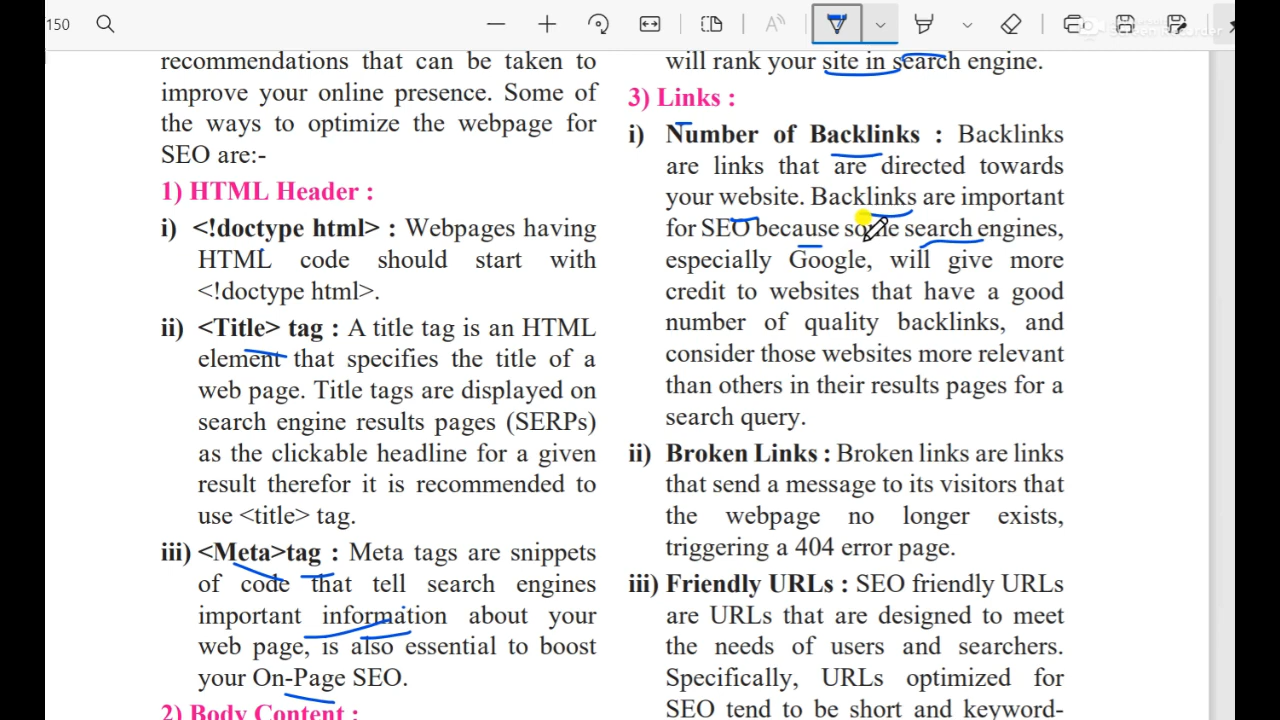 150
recommendations that can be taken to
improve your online presence. Some of
the ways to optimize the webpage for
SEO are:-
1) HTML Header :
i) <!doctype html> : Webpages having
HTML code should start with
<!doctype html>.
ii) <Title> tag : A title tag is an HTML
element that specifies the title of a
web page. Title tags are displayed on
search engine results pages (SERPs)
as the clickable headline for a given
result therefor it is recommended to
use <title> tag.
iii) <Meta>tag : Meta tags are snippets
of code that tell search engines
important information about your
web page, is also essential to boost
your On-Page SEO.
2) Body Content :
will rank your site in search engine.
3) Links :
i) Number of Backlinks : Backlinks
are links that are directed towards
your website. Backlinks are important
for SEO because some search engines,
especially Google, will give more
credit to websites that have a good
number of quality backlinks, and
consider those websites more relevant
than others in their results pages for a
search query.
ii) Broken Links : Broken links are links
that send a message to its visitors that
the webpage no longer exists,
triggering a 404 error page.
iii) Friendly URLs : SEO friendly URLs
are URLs that are designed to meet
the needs of users and searchers.
Specifically, URLs optimized for
SEO tend to be short and keyword-